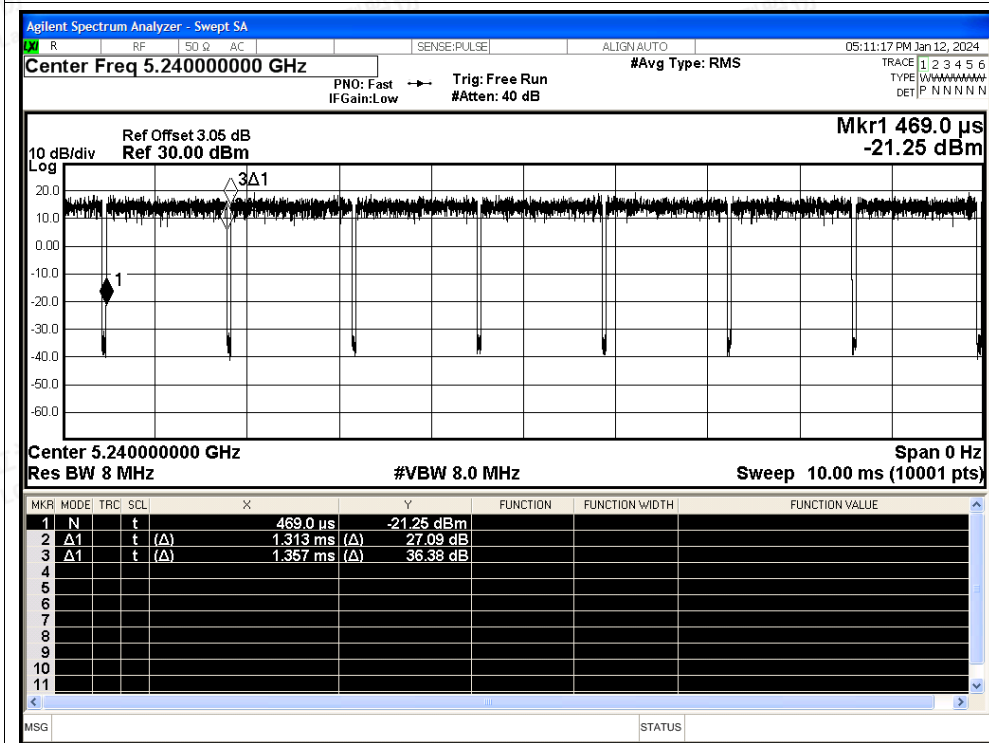 Agilent Spectrum Analyzer - Swept SA
LXI R RF 50 Ω AC SENSE:PULSE ALIGN AUTO 05:11:17 PM Jan 12, 2024
Center Freq 5.240000000 GHz
#Avg Type: RMS
TRACE 1 2 3 4 5 6
TYPE W
DET P N N N N N
PNO: Fast Trig: Free Run
IFGain:Low #Atten: 40 dB
Mkr1 469.0 µs
-21.25 dBm
Ref Offset 3.05 dB
10 dB/div Ref 30.00 dBm
Log
3Δ1
20.0
10.0
0.00
-10.0
1
-20.0
-30.0
-40.0
-50.0
-60.0
Center 5.240000000 GHz Span 0 Hz
Res BW 8 MHz #VBW 8.0 MHz Sweep 10.00 ms (10001 pts)
MKR MODE TRC SCL X Y FUNCTION FUNCTION WIDTH FUNCTION VALUE
1 N t 469.0 µs -21.25 dBm
2 Δ1 t (Δ) 1.313 ms (Δ) 27.09 dB
3 Δ1 t (Δ) 1.357 ms (Δ) 36.38 dB
4
5
6
7
8
9
10
11
MSG STATUS